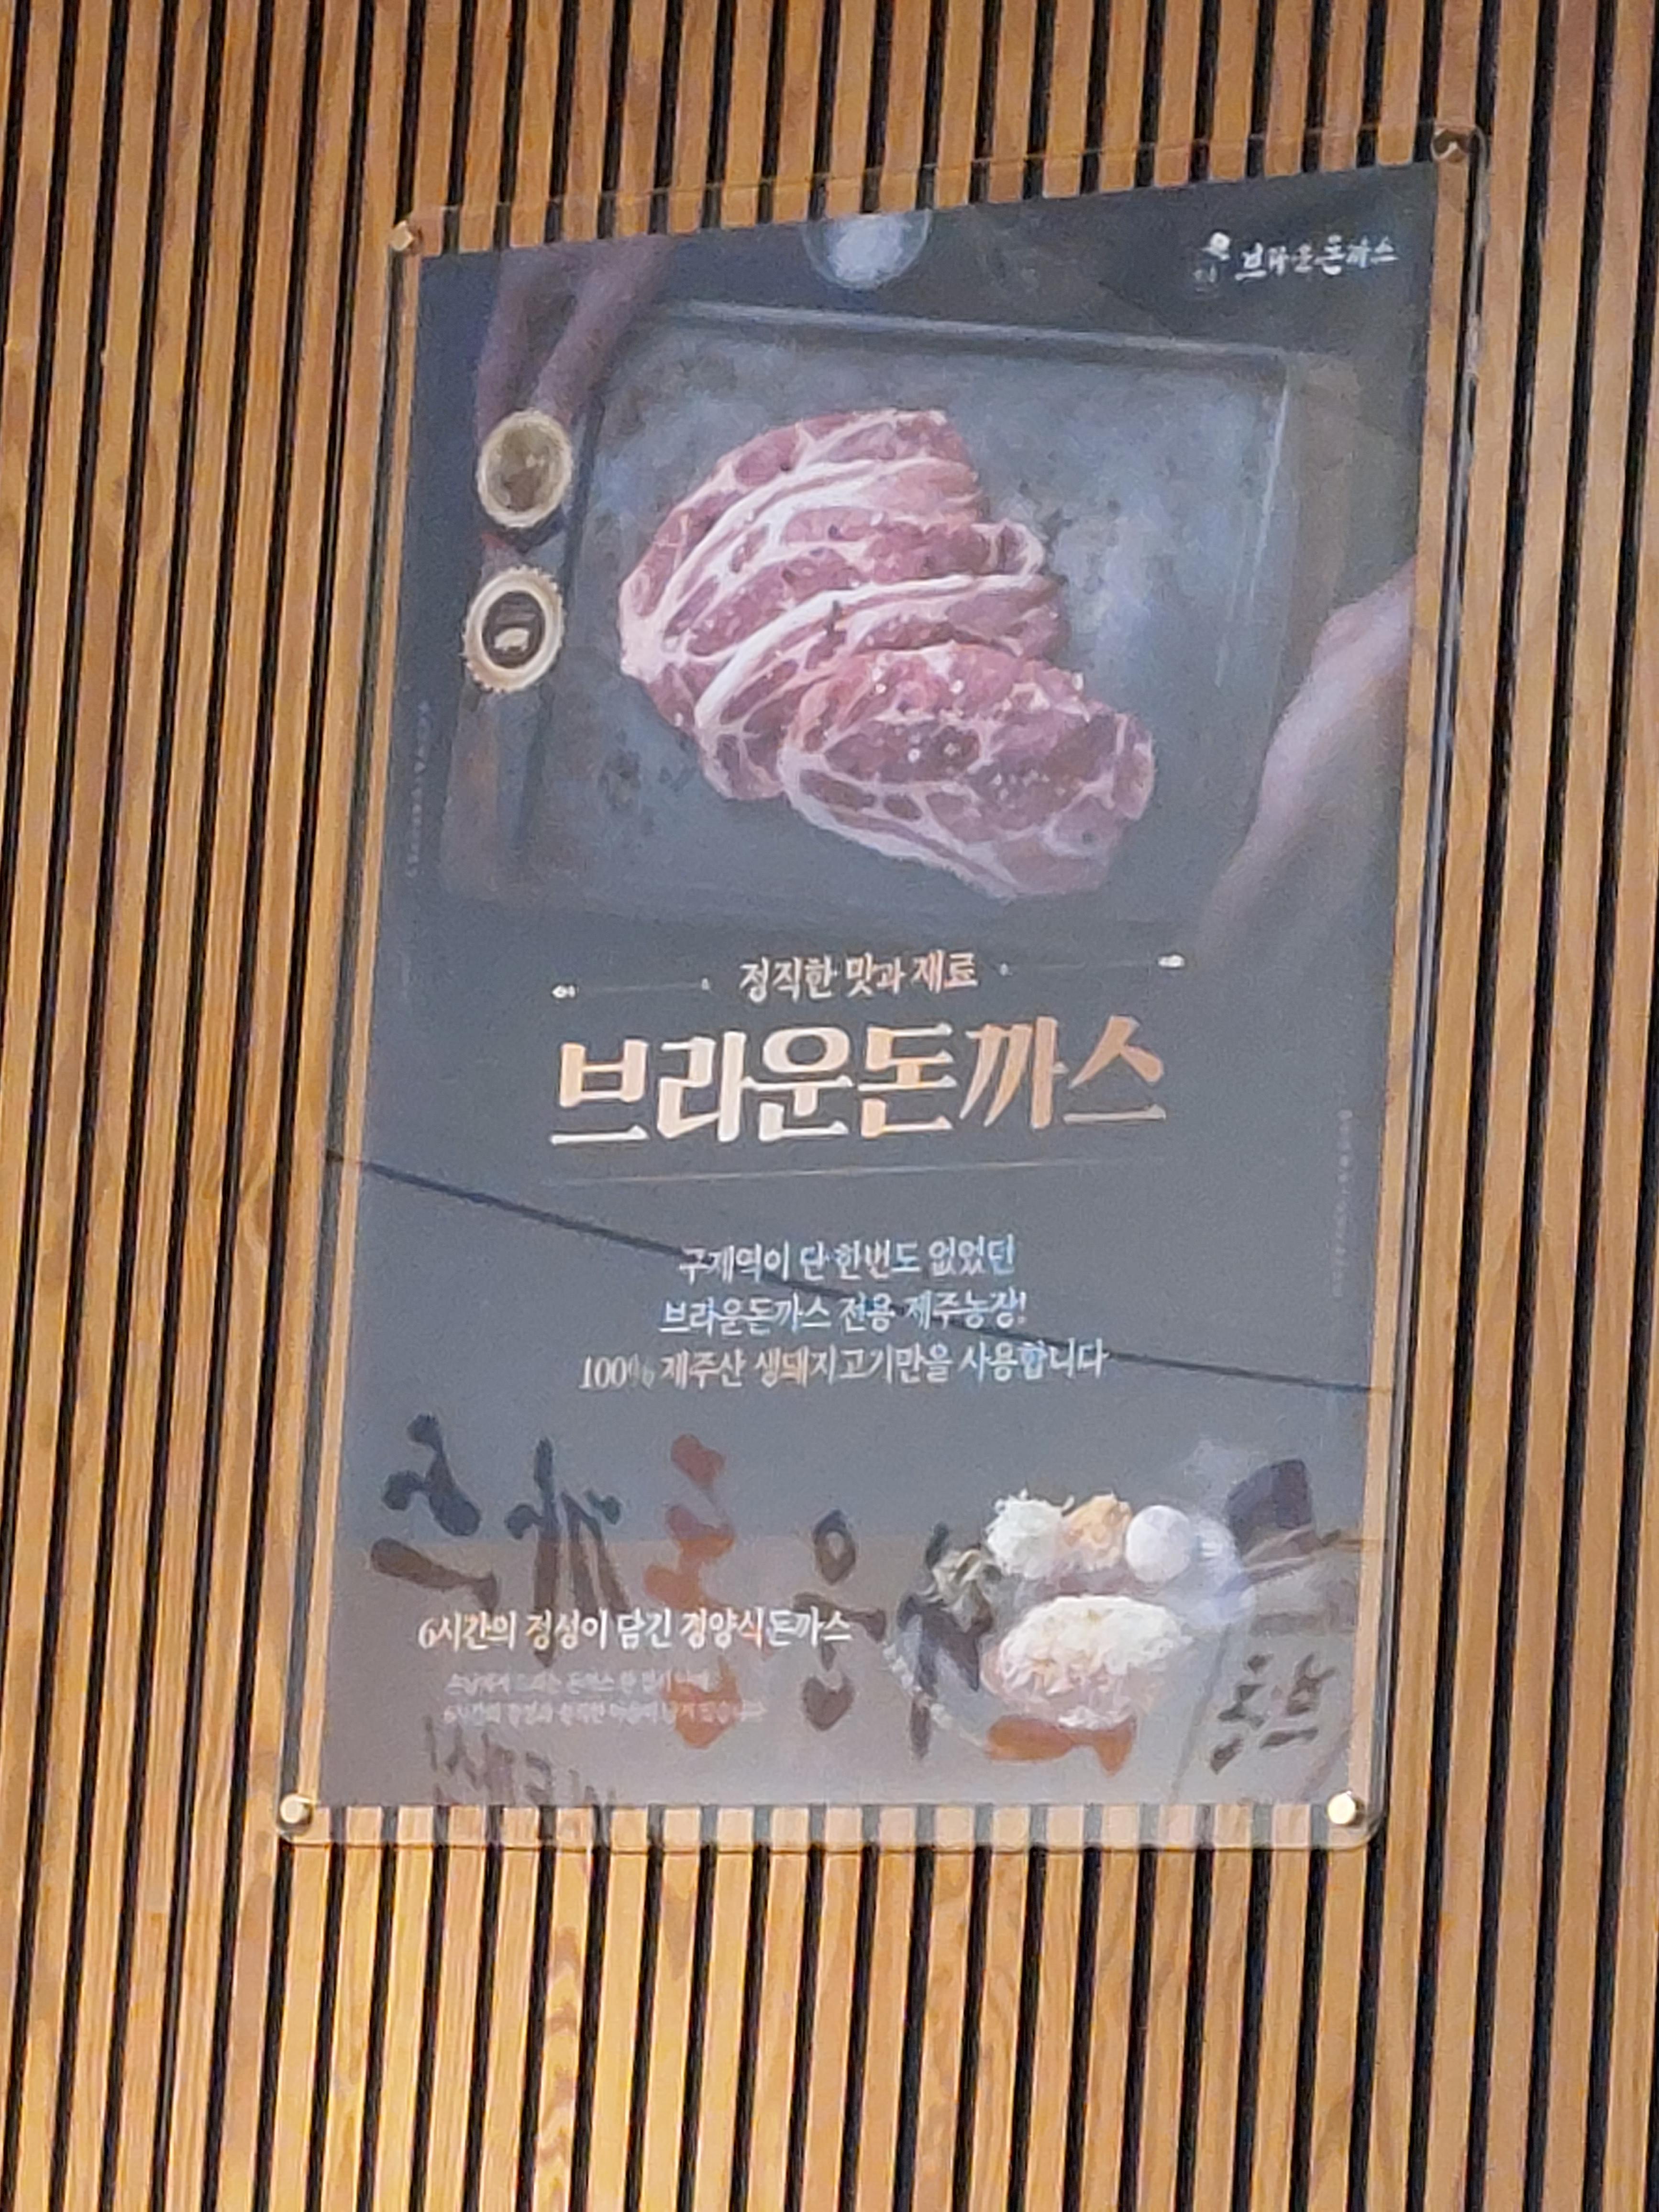 브라운돈까스
정직한 맛과 재료
브라운돈까스
구제역이 단 한번도 없었던
브라운돈까스 전용 제주농장!
100% 제주산 생돼지고기만을 사용합니다
6시간의 정성이 담긴 경양식돈까스